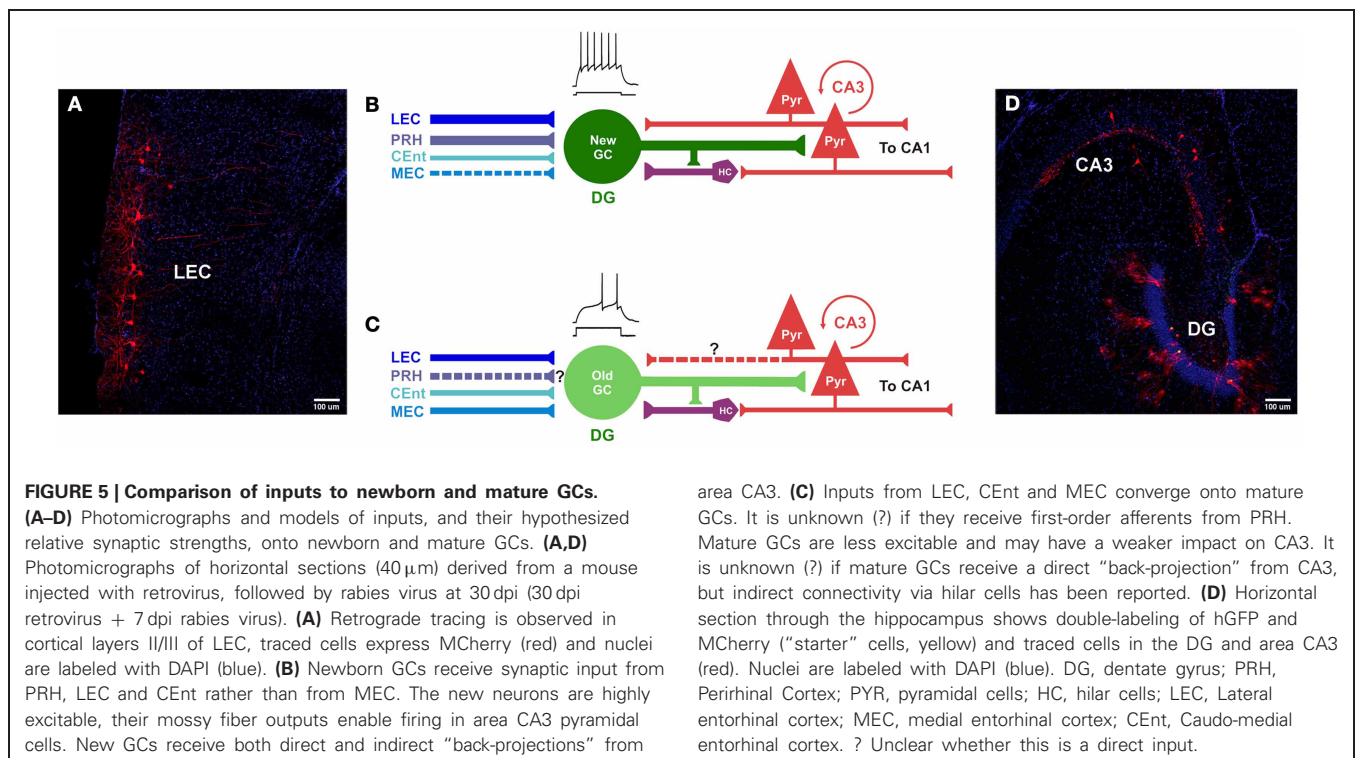 A
LEC
100 um
B
LEC
PRH
CEnt
MEC
New
GC
DG
Pyr
CA3
Pyr
HC
To CA1
C
LEC
PRH
CEnt
MEC
?
Old
GC
DG
?
Pyr
CA3
Pyr
HC
To CA1
D
CA3
DG
100 um
FIGURE 5 | Comparison of inputs to newborn and mature GCs.
(A–D) Photomicrographs and models of inputs, and their hypothesized
relative synaptic strengths, onto newborn and mature GCs. (A,D)
Photomicrographs of horizontal sections (40 μm) derived from a mouse
injected with retrovirus, followed by rabies virus at 30 dpi (30 dpi
retrovirus + 7 dpi rabies virus). (A) Retrograde tracing is observed in
cortical layers II/III of LEC, traced cells express MCherry (red) and nuclei
are labeled with DAPI (blue). (B) Newborn GCs receive synaptic input from
PRH, LEC and CEnt rather than from MEC. The new neurons are highly
excitable, their mossy fiber outputs enable firing in area CA3 pyramidal
cells. New GCs receive both direct and indirect “back-projections” from
area CA3. (C) Inputs from LEC, CEnt and MEC converge onto mature
GCs. It is unknown (?) if they receive first-order afferents from PRH.
Mature GCs are less excitable and may have a weaker impact on CA3. It
is unknown (?) if mature GCs receive a direct “back-projection” from CA3,
but indirect connectivity via hilar cells has been reported. (D) Horizontal
section through the hippocampus shows double-labeling of hGFP and
MCherry (“starter” cells, yellow) and traced cells in the DG and area CA3
(red). Nuclei are labeled with DAPI (blue). DG, dentate gyrus; PRH,
Perirhinal Cortex; PYR, pyramidal cells; HC, hilar cells; LEC, Lateral
entorhinal cortex; MEC, medial entorhinal cortex; CEnt, Caudo-medial
entorhinal cortex. ? Unclear whether this is a direct input.